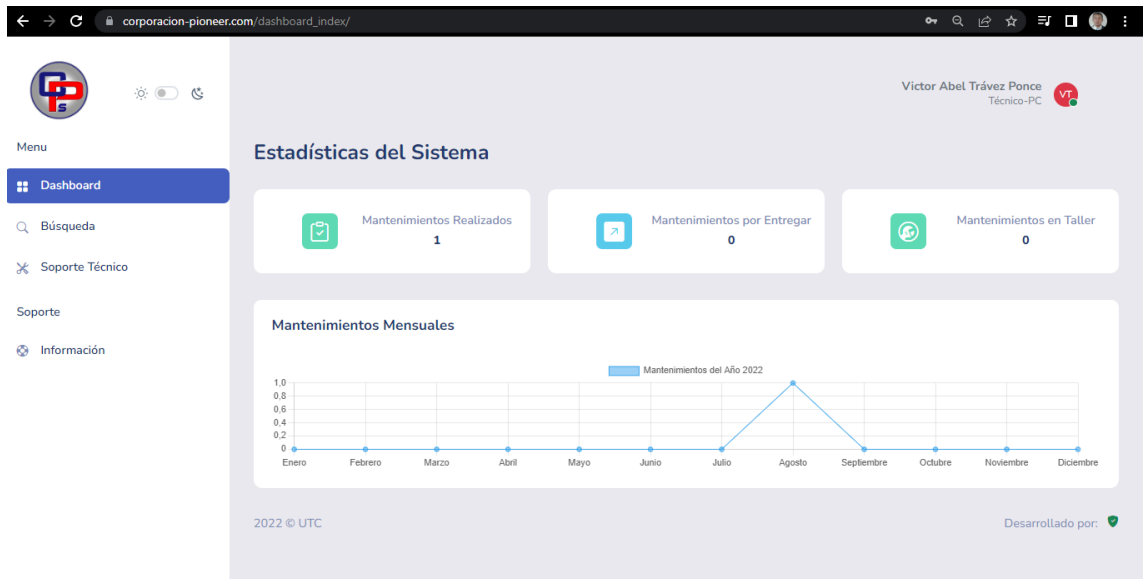 corporacion-pioneer.com/dashboard_index/
CPs
Victor Abel Trávez Ponce
Técnico-PC
VT
Menu
Dashboard
Búsqueda
Soporte Técnico
Soporte
Información
Estadísticas del Sistema
Mantenimientos Realizados
1
Mantenimientos por Entregar
0
Mantenimientos en Taller
0
Mantenimientos Mensuales
Mantenimientos del Año 2022
1,0
0,8
0,6
0,4
0,2
0
Enero Febrero Marzo Abril Mayo Junio Julio Agosto Septiembre Octubre Noviembre Diciembre
2022 © UTC
Desarrollado por: